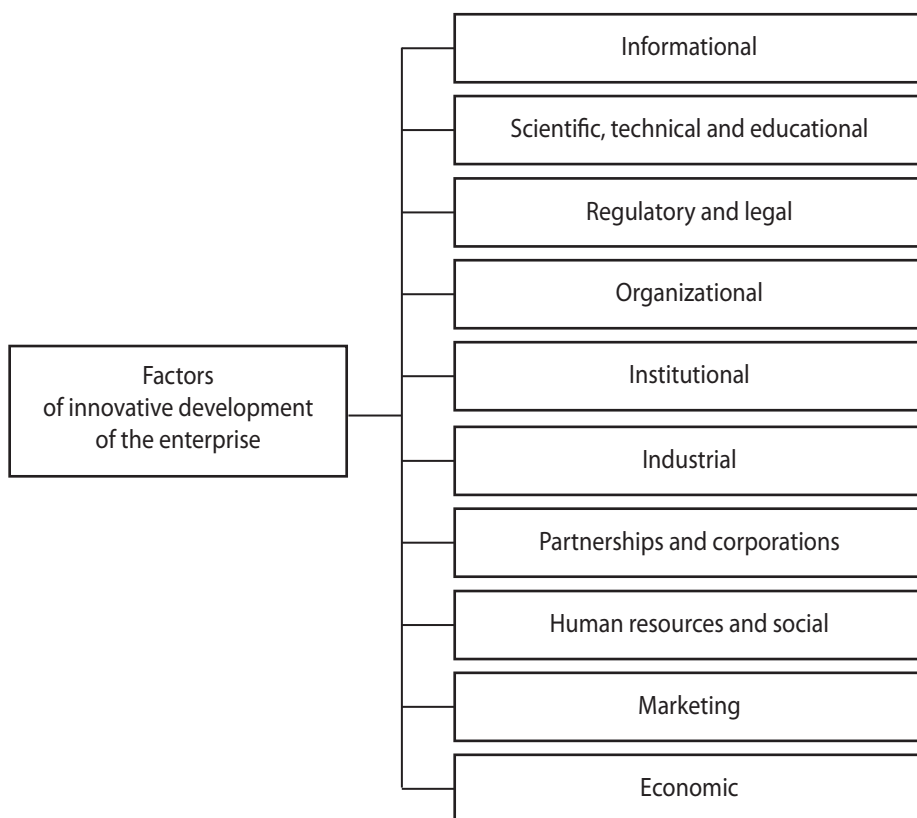 Informational
Scientific, technical and educational
Regulatory and legal
Organizational
Institutional
Factors
of innovative development
of the enterprise
Industrial
Partnerships and corporations
Human resources and social
Marketing
Economic